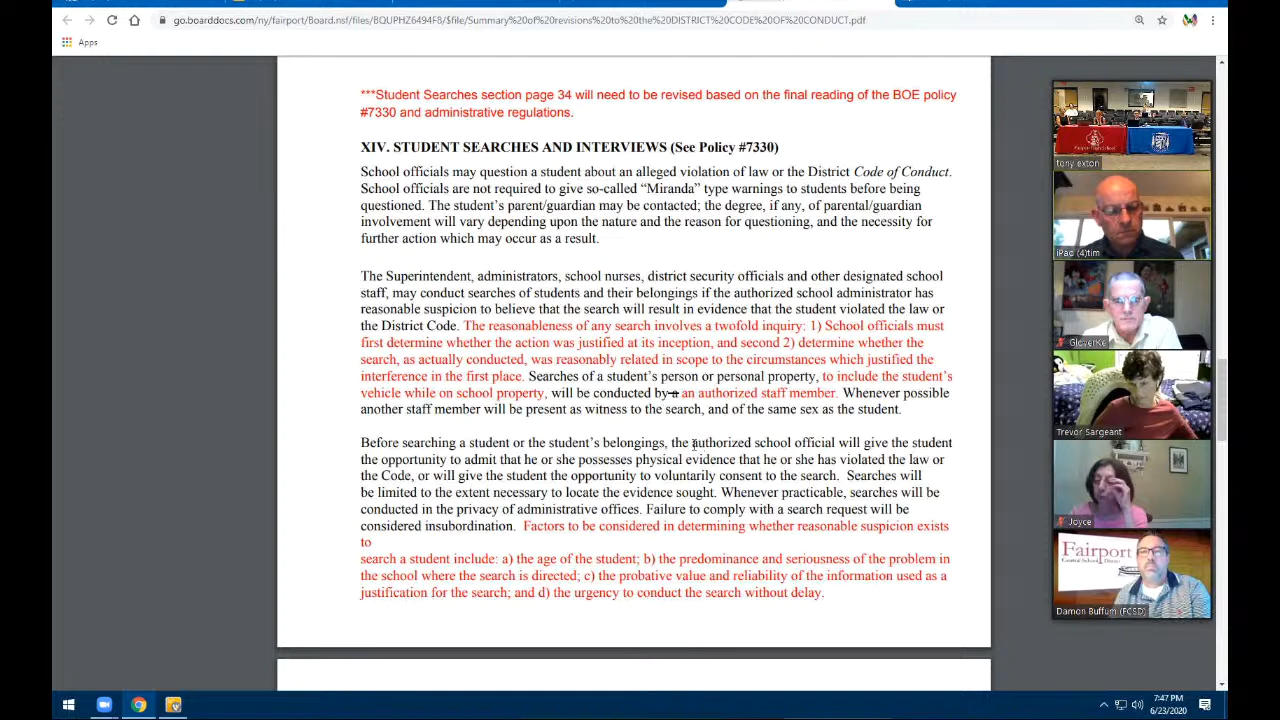 go.boarddocs.com/ny/fairport/Board.nsf/files/BQUPHZ6494F8/$file/Summary%20of%20revisions%20to%20the%20DISTRICT%20CODE%20OF%20CONDUCT.pdf
Apps
***Student Searches section page 34 will need to be revised based on the final reading of the BOE policy
#7330 and administrative regulations.
XIV. STUDENT SEARCHES AND INTERVIEWS (See Policy #7330)
School officials may question a student about an alleged violation of law or the District Code of Conduct.
School officials are not required to give so-called “Miranda” type warnings to students before being
questioned. The student’s parent/guardian may be contacted; the degree, if any, of parental/guardian
involvement will vary depending upon the nature and the reason for questioning, and the necessity for
further action which may occur as a result.
The Superintendent, administrators, school nurses, district security officials and other designated school
staff, may conduct searches of students and their belongings if the authorized school administrator has
reasonable suspicion to believe that the search will result in evidence that the student violated the law or
the District Code. The reasonableness of any search involves a twofold inquiry: 1) School officials must
first determine whether the action was justified at its inception, and second 2) determine whether the
search, as actually conducted, was reasonably related in scope to the circumstances which justified the
interference in the first place. Searches of a student’s person or personal property, to include the student’s
vehicle while on school property, will be conducted by an authorized staff member. Whenever possible
another staff member will be present as witness to the search, and of the same sex as the student.
Before searching a student or the student’s belongings, the authorized school official will give the student
the opportunity to admit that he or she possesses physical evidence that he or she has violated the law or
the Code, or will give the student the opportunity to voluntarily consent to the search. Searches will
be limited to the extent necessary to locate the evidence sought. Whenever practicable, searches will be
conducted in the privacy of administrative offices. Failure to comply with a search request will be
considered insubordination. Factors to be considered in determining whether reasonable suspicion exists
to
search a student include: a) the age of the student; b) the predominance and seriousness of the problem in
the school where the search is directed; c) the probative value and reliability of the information used as a
justification for the search; and d) the urgency to conduct the search without delay.
tony exton
iPad (4)tim
GloverKe
Trevor Sargeant
Joyce
Fairport
Central School District
Damon Buffum (FCSD)
7:47 PM
6/23/2020